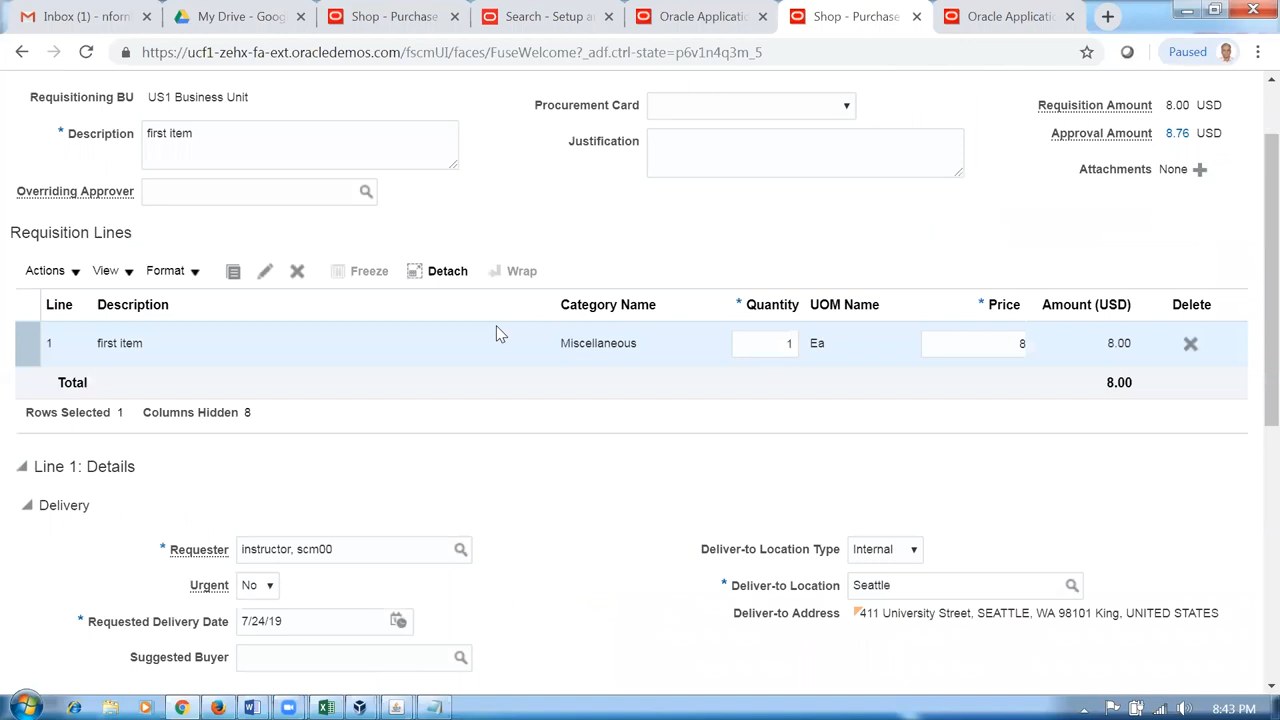 Inbox (1) - nforn
My Drive - Goog
Shop - Purchase
Search - Setup a
Oracle Applicati
Shop - Purchase
Oracle Applicati
https://ucf1-zehx-fa-ext.oracledemos.com/fscmUI/faces/FuseWelcome?_adf.ctrl-state=p6v1n4q3m_5
Paused
Requisitioning BU US1 Business Unit
Procurement Card
Requisition Amount 8.00 USD
* Description first item
Justification
Approval Amount 8.76 USD
Attachments None
Overriding Approver
Requisition Lines
Actions View Format Freeze Detach Wrap
Line Description Category Name * Quantity UOM Name * Price Amount (USD) Delete
1 first item Miscellaneous 1 Ea 8 8.00
Total 8.00
Rows Selected 1 Columns Hidden 8
Line 1: Details
Delivery
* Requester instructor, scm00
Deliver-to Location Type Internal
Urgent No
* Deliver-to Location Seattle
* Requested Delivery Date 7/24/19
Deliver-to Address 411 University Street, SEATTLE, WA 98101 King, UNITED STATES
Suggested Buyer
8:43 PM